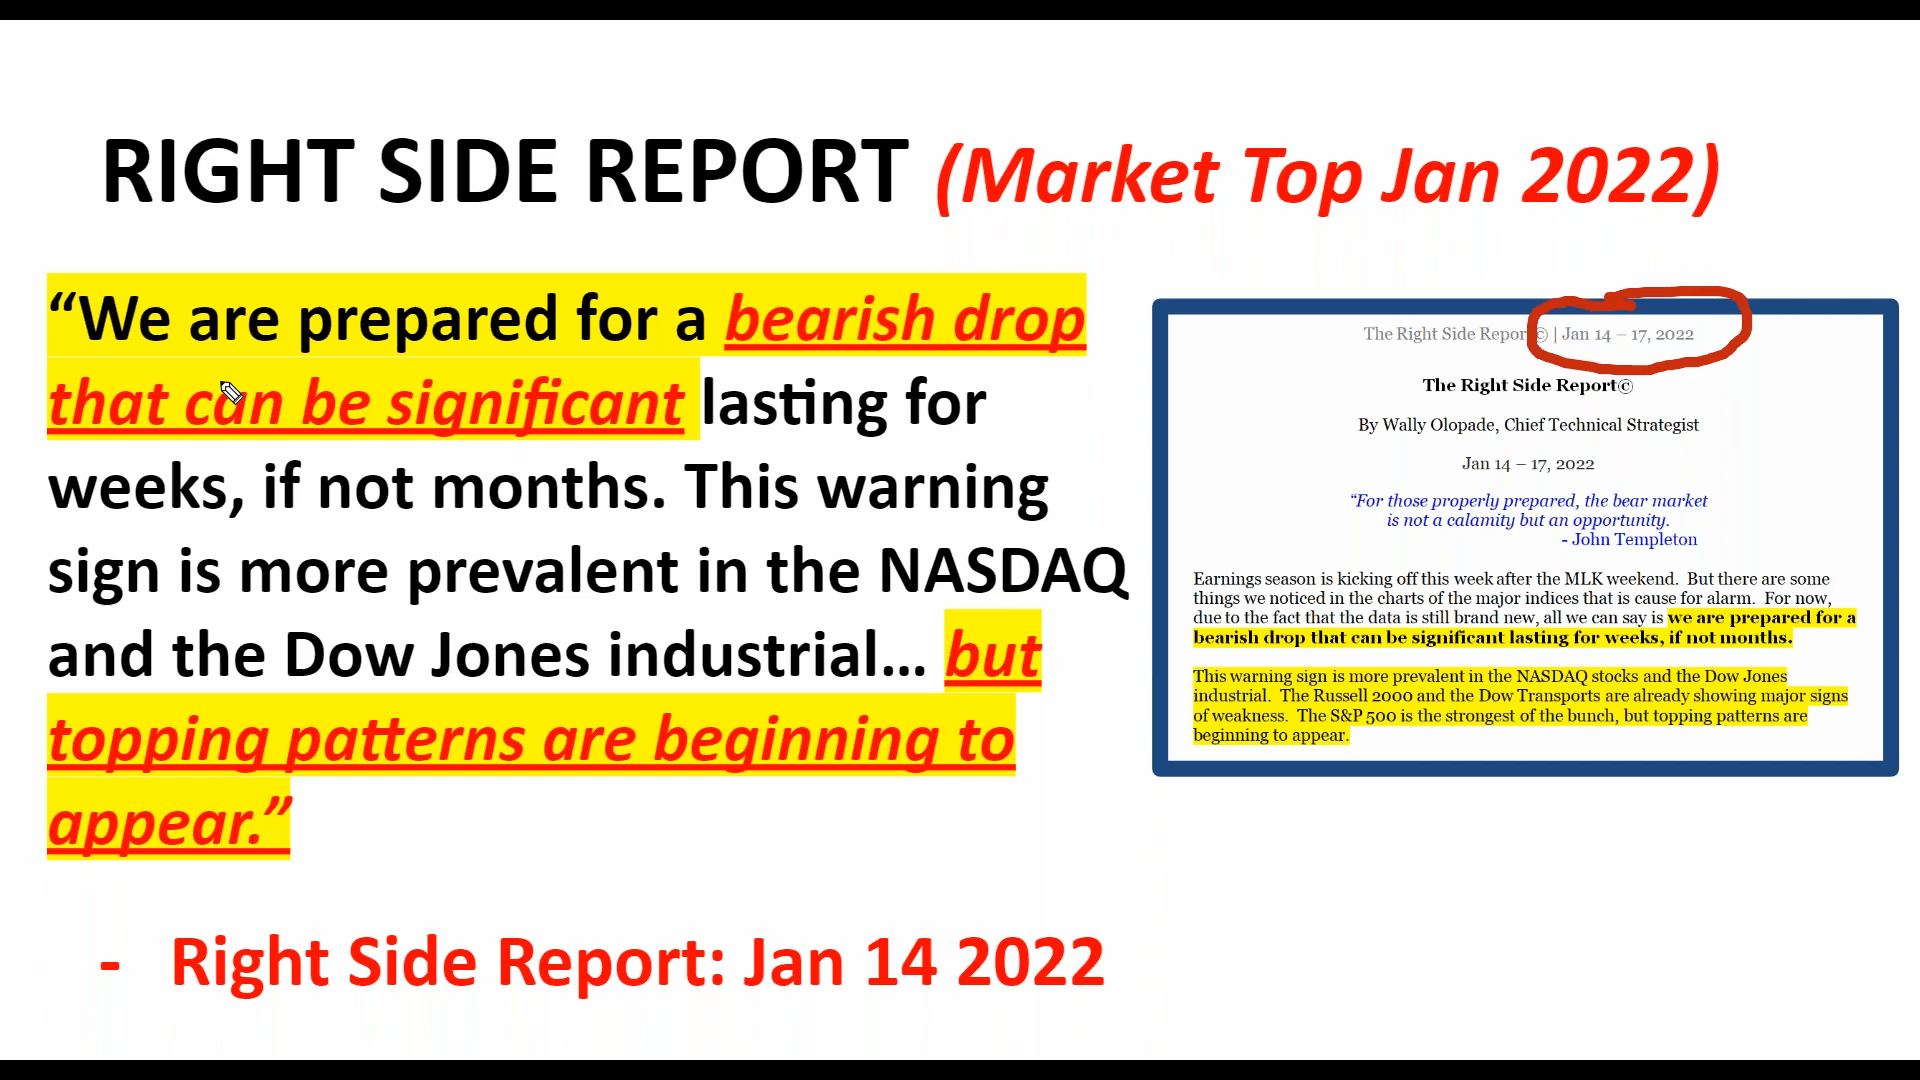 RIGHT SIDE REPORT (Market Top Jan 2022)
“We are prepared for a bearish drop
that can be significant lasting for
weeks, if not months. This warning
sign is more prevalent in the NASDAQ
and the Dow Jones industrial… but
topping patterns are beginning to
appear.”
- Right Side Report: Jan 14 2022
The Right Side Report© | Jan 14 – 17, 2022
The Right Side Report©
By Wally Olopade, Chief Technical Strategist
Jan 14 – 17, 2022
“For those properly prepared, the bear market
is not a calamity but an opportunity.
- John Templeton
Earnings season is kicking off this week after the MLK weekend. But there are some
things we noticed in the charts of the major indices that is cause for alarm. For now,
due to the fact that the data is still brand new, all we can say is we are prepared for a
bearish drop that can be significant lasting for weeks, if not months.
This warning sign is more prevalent in the NASDAQ stocks and the Dow Jones
industrial. The Russell 2000 and the Dow Transports are already showing major signs
of weakness. The S&P 500 is the strongest of the bunch, but topping patterns are
beginning to appear.